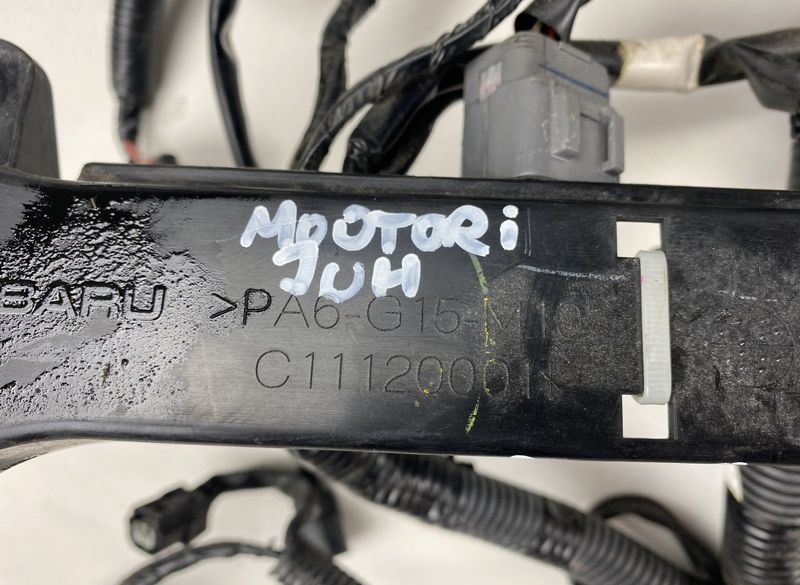 MOOTORi
JUH
BARU >PA6-G15-M10
C11120001